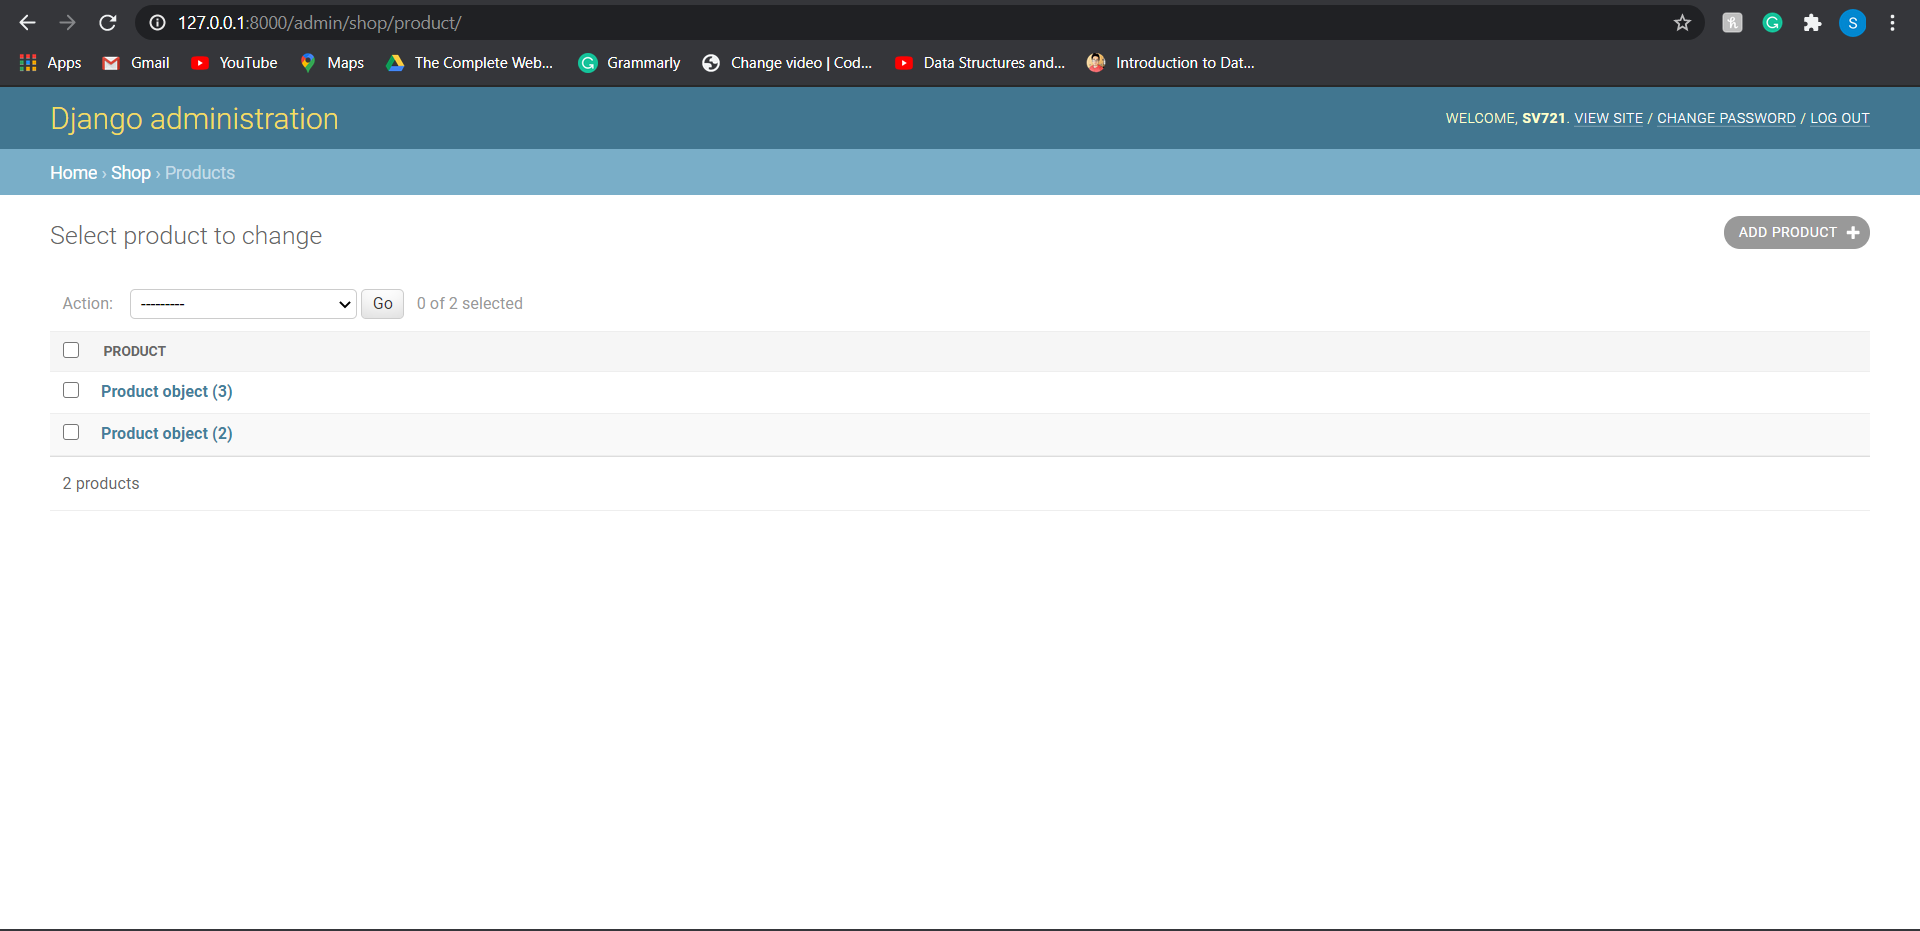 127.0.0.1:8000/admin/shop/product/
S
Apps Gmail YouTube Maps The Complete Web... Grammarly Change video | Cod... Data Structures and... Introduction to Dat...
Django administration
WELCOME, SV721. VIEW SITE / CHANGE PASSWORD / LOG OUT
Home › Shop › Products
Select product to change
ADD PRODUCT +
Action: --------- Go 0 of 2 selected
PRODUCT
Product object (3)
Product object (2)
2 products